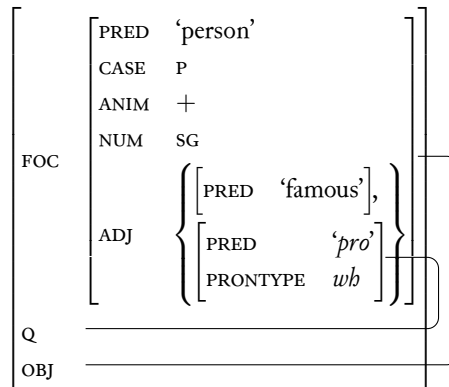 PRED ‘person’
CASE P
ANIM +
NUM SG
FOC
[PRED ‘famous’],
ADJ
PRED ‘pro’
PRONTYPE wh
Q
OBJ